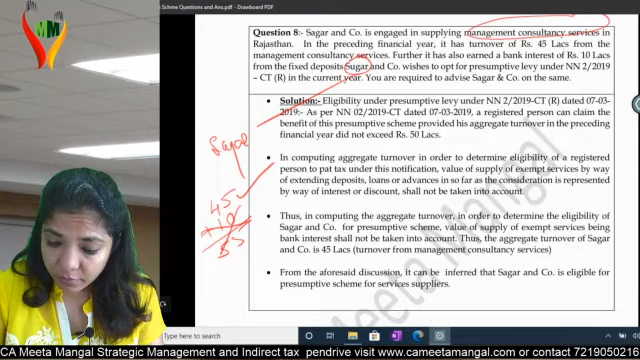 Scheme Questions and Ans.pdf - Drawboard PDF
Question 8:- Sagar and Co. is engaged in supplying management consultancy services in
Rajasthan. In the preceding financial year, it has turnover of Rs. 45 Lacs from the
management consultancy services. Further it has also earned a bank interest of Rs. 10 Lacs
from the fixed deposits Sugar and Co. wishes to opt for presumptive levy under NN 2/2019
– CT (R) in the current year. You are required to advise Sagar & Co on the same.
Solution:- Eligibility under presumptive levy under NN 2/2019-CT (R) dated 07-03-
2019:- As per NN 02/2019-CT dated 07-03-2019, a registered person can claim the
benefit of this presumptive scheme provided his aggregate turnover in the preceding
financial year did not exceed Rs. 50 Lacs.
Sagar
In computing aggregate turnover in order to determine eligibility of a registered
person to pat tax under this notification, value of supply of exempt services by way
of extending deposits, loans or advances in so far as the consideration is represented
by way of interest or discount, shall not be taken into account.
45
+ 10
55
Thus, in computing the aggregate turnover, in order to determine the eligibility of
Sagar and Co. for presumptive scheme, value of supply of exempt services being
bank interest shall not be taken into account. Thus, the aggregate turnover of Sagar
and Co. is 45 Lacs (turnover from management consultancy services)
From the aforesaid discussion, it can be inferred that Sagar and Co. is eligible for
presumptive scheme for services suppliers.
Meeta Mangal
Type here to search
CA Meeta Mangal Strategic Management and Indirect tax pendrive visit www.cameetamangal.com or contact 721905021